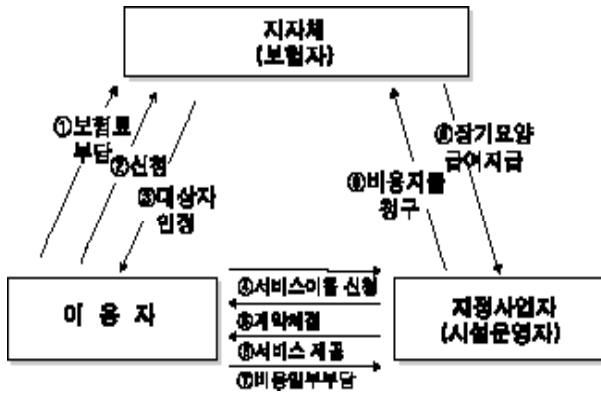 지자체
(보험자)
①보험료
부담
②신청
③대상자
인정
⑧장기요양
급여지급
비용지불
청구
이 용 자
지정사업자
(시설운영자)
④서비스이용 신청
⑤계약체결
⑥서비스 제공
⑦비용일부부담